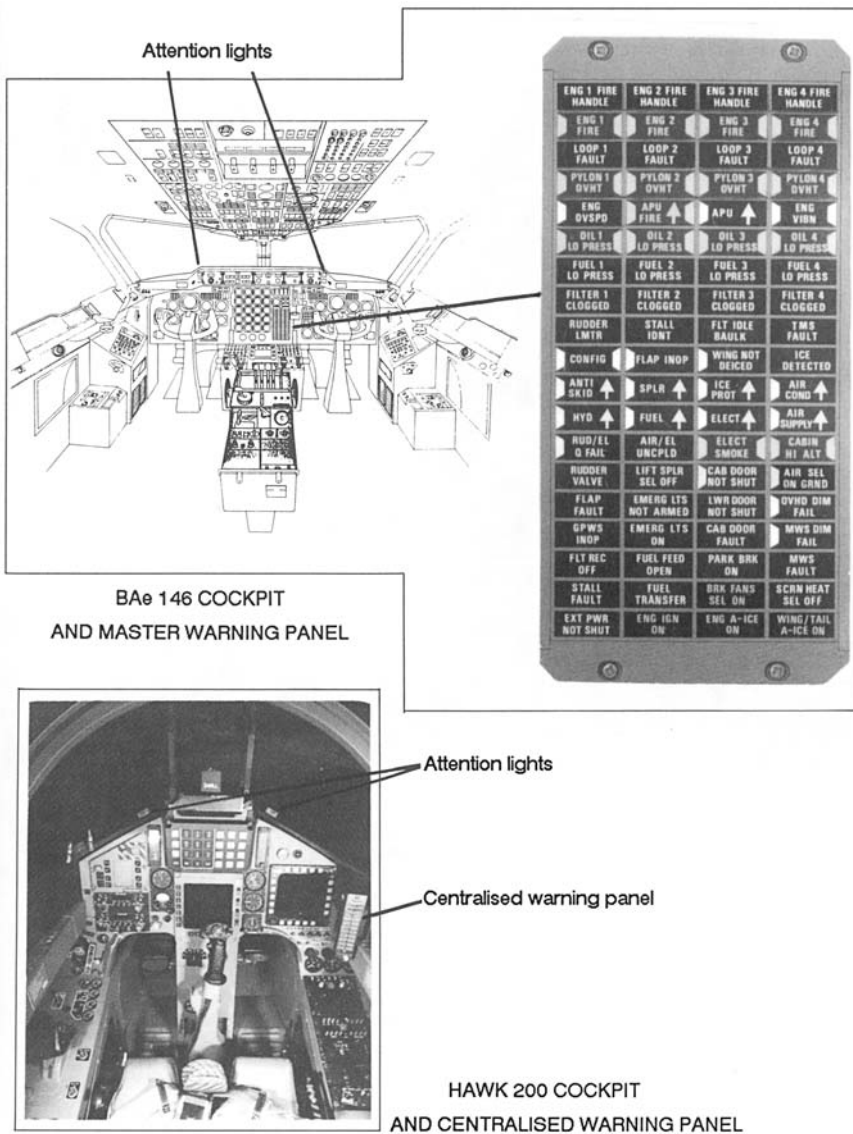 Attention lights
ENG 1 FIRE HANDLE
ENG 2 FIRE HANDLE
ENG 3 FIRE HANDLE
ENG 4 FIRE HANDLE
ENG 1 FIRE
ENG 2 FIRE
ENG 3 FIRE
ENG 4 FIRE
LOOP 1 FAULT
LOOP 2 FAULT
LOOP 3 FAULT
LOOP 4 FAULT
PYLON 1 OVHT
PYLON 2 OVHT
PYLON 3 OVHT
PYLON 4 OVHT
ENG OVSPD
APU FIRE
APU
ENG VIBN
OIL 1 LO PRESS
OIL 2 LO PRESS
OIL 3 LO PRESS
OIL 4 LO PRESS
FUEL 1 LO PRESS
FUEL 2 LO PRESS
FUEL 3 LO PRESS
FUEL 4 LO PRESS
FILTER 1 CLOGGED
FILTER 2 CLOGGED
FILTER 3 CLOGGED
FILTER 4 CLOGGED
RUDDER LMTR
STALL IDNT
FLT IDLE BAULK
TMS FAULT
CONFIG
FLAP INOP
WING NOT DEICED
ICE DETECTED
ANTI SKID
SPLR
ICE PROT
AIR COND
HYD
FUEL
ELECT
AIR SUPPLY
RUD/EL Q FAIL
AIR/EL UNCPLD
ELECT SMOKE
CABIN HI ALT
RUDDER VALVE
LIFT SPLR SEL OFF
CAB DOOR NOT SHUT
AIR SEL ON GRND
FLAP FAULT
EMERG LTS NOT ARMED
LWR DOOR NOT SHUT
OVHD DIM FAIL
GPWS INOP
EMERG LTS ON
CAB DOOR FAULT
MWS DIM FAIL
FLT REC OFF
FUEL FEED OPEN
PARK BRK ON
MWS FAULT
STALL FAULT
FUEL TRANSFER
BRK FANS SEL ON
SCRN HEAT SEL OFF
EXT PWR NOT SHUT
ENG IGN ON
ENG A-ICE ON
WING/TAIL A-ICE ON
BAe 146 COCKPIT
AND MASTER WARNING PANEL
Attention lights
Centralised warning panel
HAWK 200 COCKPIT
AND CENTRALISED WARNING PANEL